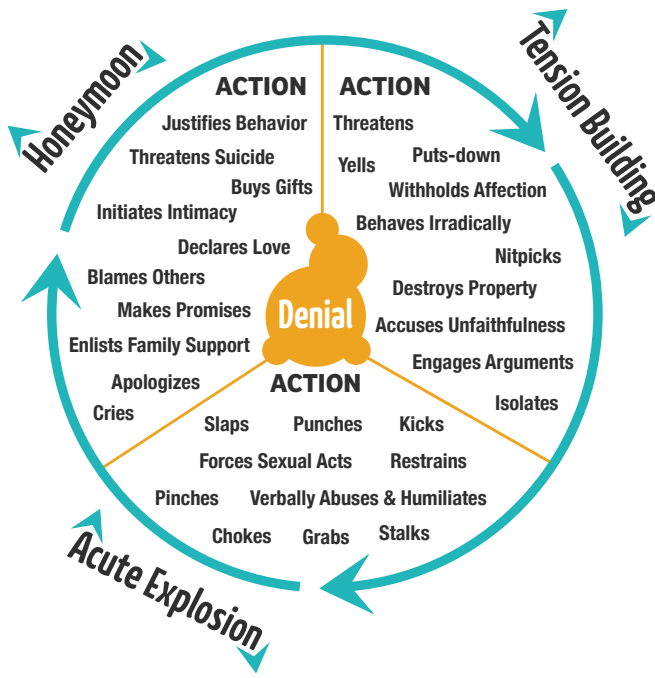 Honeymoon
ACTION
Justifies Behavior
Threatens Suicide
Buys Gifts
Initiates Intimacy
Declares Love
Blames Others
Makes Promises
Enlists Family Support
Apologizes
Cries
Tension Building
ACTION
Threatens
Puts-down
Yells
Withholds Affection
Behaves Irradically
Nitpicks
Destroys Property
Accuses Unfaithfulness
Engages Arguments
Isolates
Denial
Acute Explosion
ACTION
Slaps Punches Kicks
Forces Sexual Acts Restrains
Pinches Verbally Abuses & Humiliates
Chokes Grabs Stalks